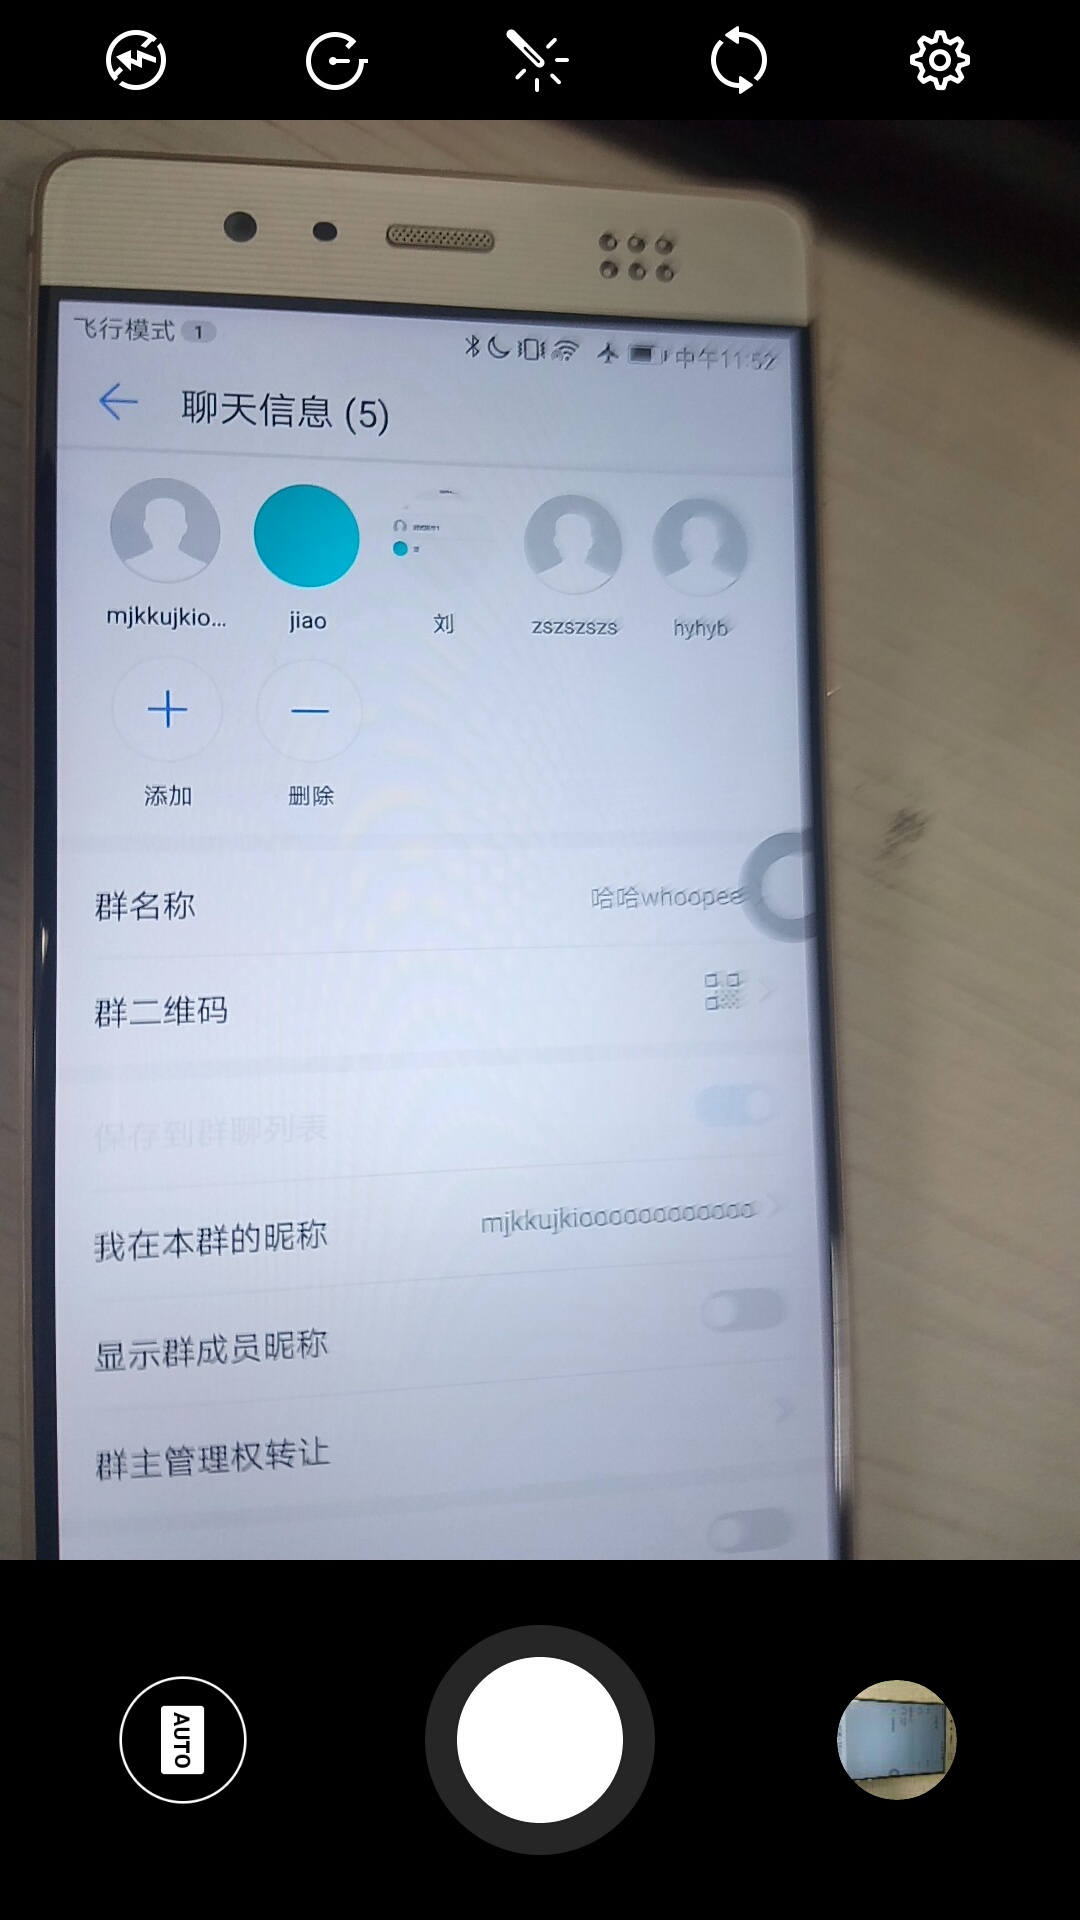 飞行模式 1
中午11:52
聊天信息 (5)
mjkkujkio...
jiao
刘
zszszszs
hyhyb
添加
删除
群名称
哈哈whoopee
群二维码
保存到群聊列表
我在本群的昵称
mjkkujkioooooooooooo
显示群成员昵称
群主管理权转让
AUTO